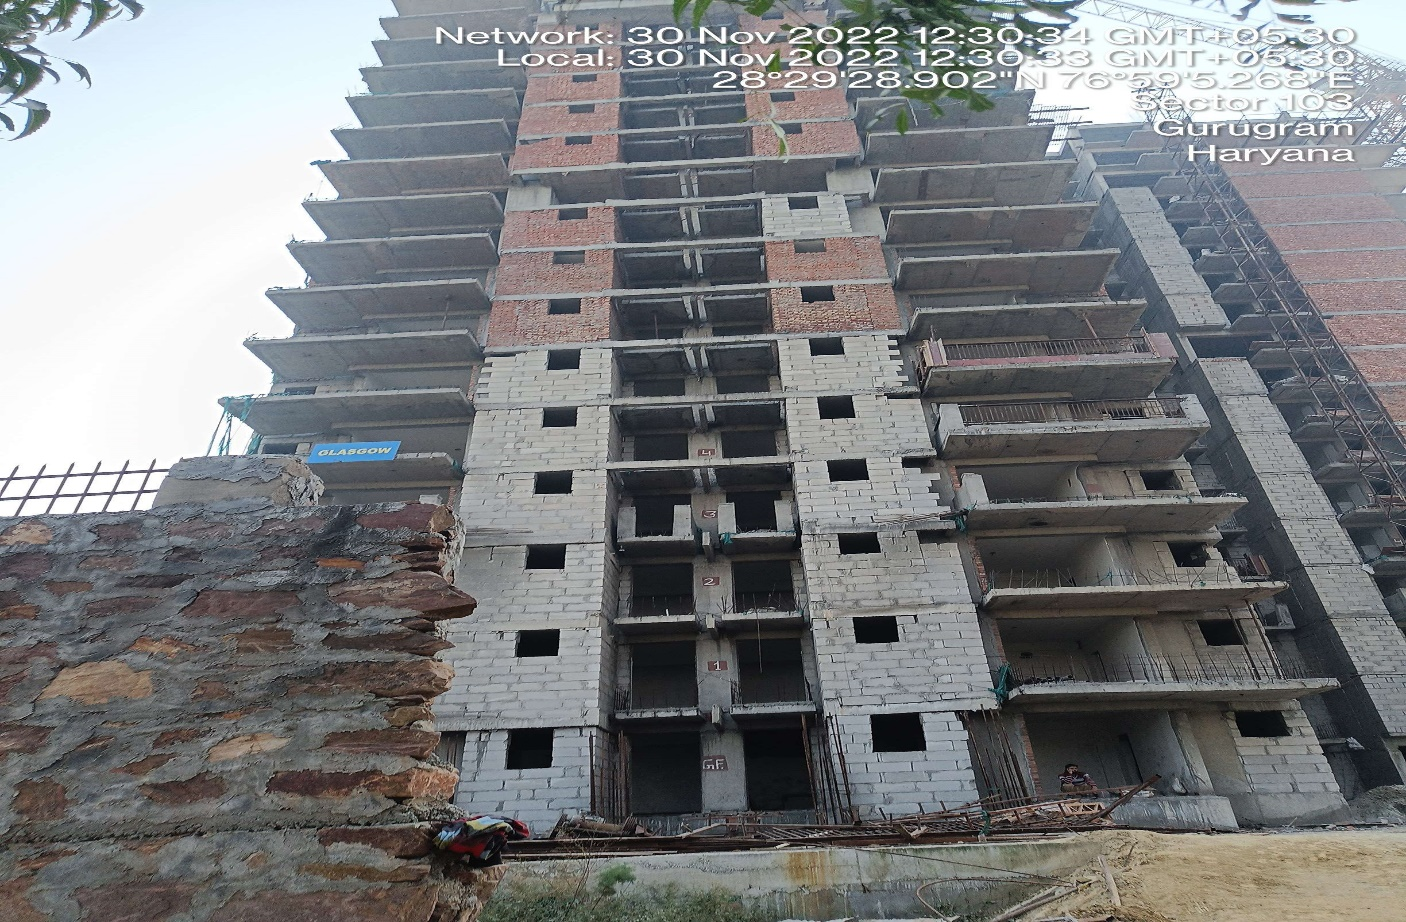 Network: 30 Nov 2022 12:30:34 GMT+05:30
Local: 30 Nov 2022 12:30:33 GMT+05:30
28°29'28.902"N 76°59'5.268"E
Sector 103
Gurugram
Haryana
GLASGOW
4
3
2
1
G.F.